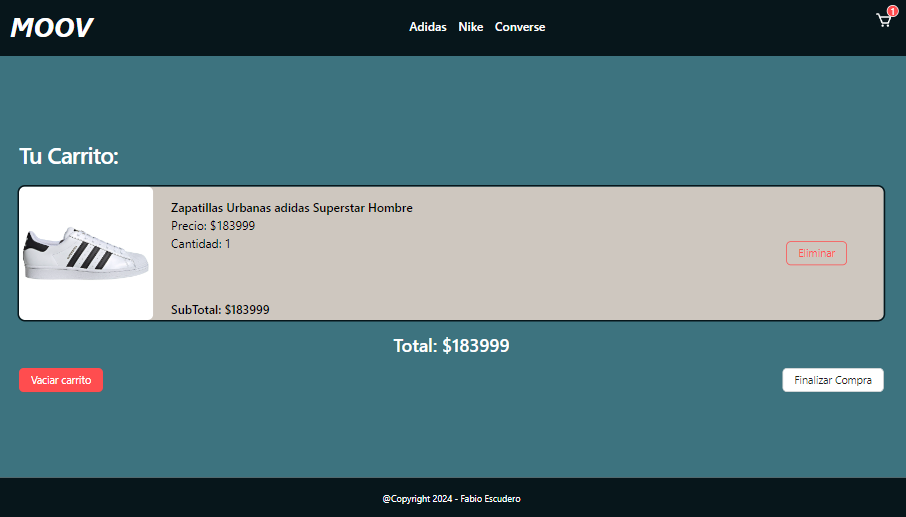 MOOV
Adidas Nike Converse
1
Tu Carrito:
Zapatillas Urbanas adidas Superstar Hombre
Precio: $183999
Cantidad: 1
Eliminar
SubTotal: $183999
Total: $183999
Vaciar carrito
Finalizar Compra
@Copyright 2024 - Fabio Escudero